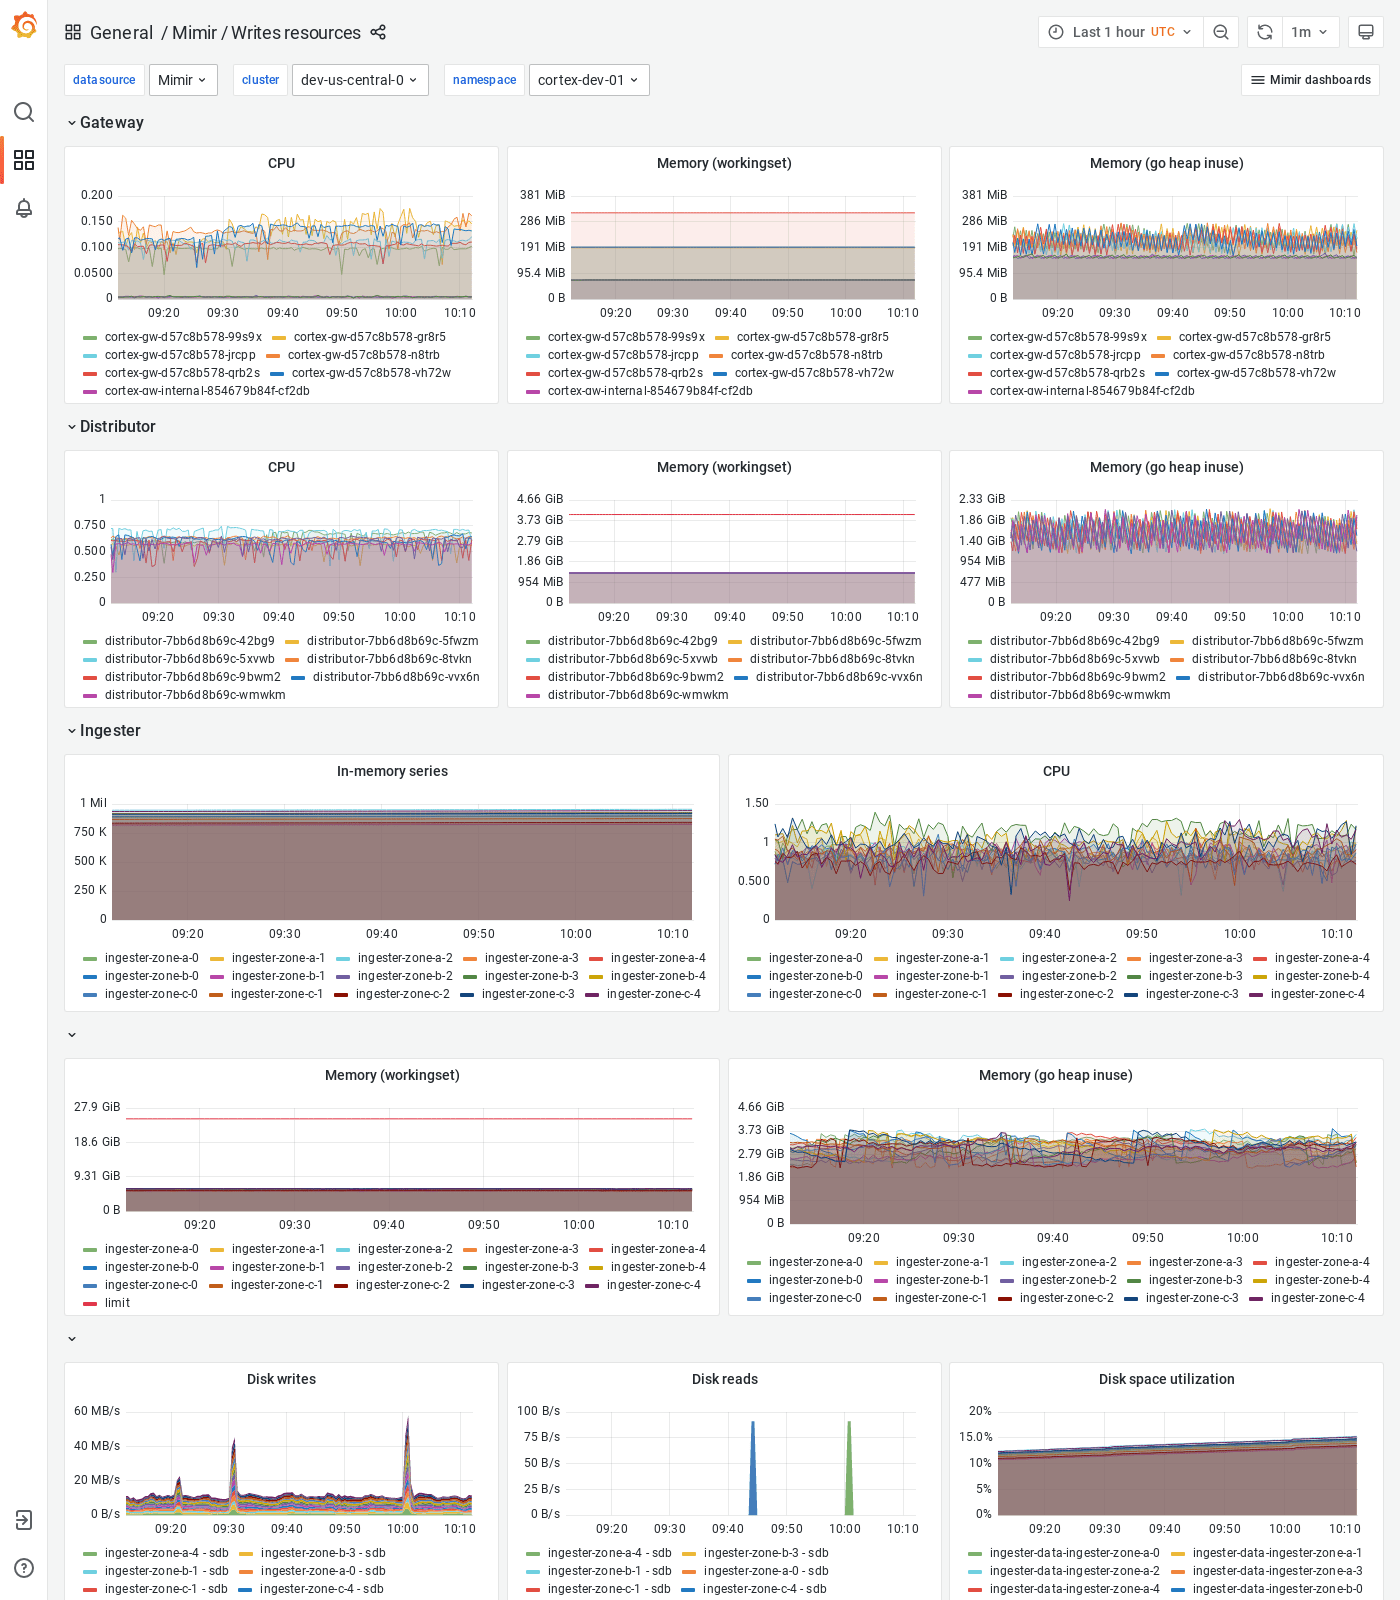 General / Mimir / Writes resources
Last 1 hour UTC
1m
datasource Mimir cluster dev-us-central-0 namespace cortex-dev-01 Mimir dashboards
Gateway
CPU
0.200
0.150
0.100
0.0500
0
09:20 09:30 09:40 09:50 10:00 10:10
cortex-gw-d57c8b578-99s9x cortex-gw-d57c8b578-gr8r5
cortex-gw-d57c8b578-jrcpp cortex-gw-d57c8b578-n8trb
cortex-gw-d57c8b578-qrb2s cortex-gw-d57c8b578-vh72w
cortex-gw-internal-854679b84f-cf2db
Memory (workingset)
381 MiB
286 MiB
191 MiB
95.4 MiB
0 B
09:20 09:30 09:40 09:50 10:00 10:10
cortex-gw-d57c8b578-99s9x cortex-gw-d57c8b578-gr8r5
cortex-gw-d57c8b578-jrcpp cortex-gw-d57c8b578-n8trb
cortex-gw-d57c8b578-qrb2s cortex-gw-d57c8b578-vh72w
cortex-gw-internal-854679b84f-cf2db
Memory (go heap inuse)
381 MiB
286 MiB
191 MiB
95.4 MiB
0 B
09:20 09:30 09:40 09:50 10:00 10:10
cortex-gw-d57c8b578-99s9x cortex-gw-d57c8b578-gr8r5
cortex-gw-d57c8b578-jrcpp cortex-gw-d57c8b578-n8trb
cortex-gw-d57c8b578-qrb2s cortex-gw-d57c8b578-vh72w
cortex-gw-internal-854679b84f-cf2db
Distributor
CPU
1
0.750
0.500
0.250
0
09:20 09:30 09:40 09:50 10:00 10:10
distributor-7bb6d8b69c-42bg9 distributor-7bb6d8b69c-5fwzm
distributor-7bb6d8b69c-5xvwb distributor-7bb6d8b69c-8tvkn
distributor-7bb6d8b69c-9bwm2 distributor-7bb6d8b69c-vvx6n
distributor-7bb6d8b69c-wmwkm
Memory (workingset)
4.66 GiB
3.73 GiB
2.79 GiB
1.86 GiB
954 MiB
0 B
09:20 09:30 09:40 09:50 10:00 10:10
distributor-7bb6d8b69c-42bg9 distributor-7bb6d8b69c-5fwzm
distributor-7bb6d8b69c-5xvwb distributor-7bb6d8b69c-8tvkn
distributor-7bb6d8b69c-9bwm2 distributor-7bb6d8b69c-vvx6n
distributor-7bb6d8b69c-wmwkm
Memory (go heap inuse)
2.33 GiB
1.86 GiB
1.40 GiB
954 MiB
477 MiB
0 B
09:20 09:30 09:40 09:50 10:00 10:10
distributor-7bb6d8b69c-42bg9 distributor-7bb6d8b69c-5fwzm
distributor-7bb6d8b69c-5xvwb distributor-7bb6d8b69c-8tvkn
distributor-7bb6d8b69c-9bwm2 distributor-7bb6d8b69c-vvx6n
distributor-7bb6d8b69c-wmwkm
Ingester
In-memory series
1 Mil
750 K
500 K
250 K
0
09:20 09:30 09:40 09:50 10:00 10:10
ingester-zone-a-0 ingester-zone-a-1 ingester-zone-a-2 ingester-zone-a-3 ingester-zone-a-4
ingester-zone-b-0 ingester-zone-b-1 ingester-zone-b-2 ingester-zone-b-3 ingester-zone-b-4
ingester-zone-c-0 ingester-zone-c-1 ingester-zone-c-2 ingester-zone-c-3 ingester-zone-c-4
CPU
1.50
1
0.500
0
09:20 09:30 09:40 09:50 10:00 10:10
ingester-zone-a-0 ingester-zone-a-1 ingester-zone-a-2 ingester-zone-a-3 ingester-zone-a-4
ingester-zone-b-0 ingester-zone-b-1 ingester-zone-b-2 ingester-zone-b-3 ingester-zone-b-4
ingester-zone-c-0 ingester-zone-c-1 ingester-zone-c-2 ingester-zone-c-3 ingester-zone-c-4
Memory (workingset)
27.9 GiB
18.6 GiB
9.31 GiB
0 B
09:20 09:30 09:40 09:50 10:00 10:10
ingester-zone-a-0 ingester-zone-a-1 ingester-zone-a-2 ingester-zone-a-3 ingester-zone-a-4
ingester-zone-b-0 ingester-zone-b-1 ingester-zone-b-2 ingester-zone-b-3 ingester-zone-b-4
ingester-zone-c-0 ingester-zone-c-1 ingester-zone-c-2 ingester-zone-c-3 ingester-zone-c-4
limit
Memory (go heap inuse)
4.66 GiB
3.73 GiB
2.79 GiB
1.86 GiB
954 MiB
0 B
09:20 09:30 09:40 09:50 10:00 10:10
ingester-zone-a-0 ingester-zone-a-1 ingester-zone-a-2 ingester-zone-a-3 ingester-zone-a-4
ingester-zone-b-0 ingester-zone-b-1 ingester-zone-b-2 ingester-zone-b-3 ingester-zone-b-4
ingester-zone-c-0 ingester-zone-c-1 ingester-zone-c-2 ingester-zone-c-3 ingester-zone-c-4
Disk writes
60 MB/s
40 MB/s
20 MB/s
0 B/s
09:20 09:30 09:40 09:50 10:00 10:10
ingester-zone-a-4 - sdb ingester-zone-b-3 - sdb
ingester-zone-b-1 - sdb ingester-zone-a-0 - sdb
ingester-zone-c-1 - sdb ingester-zone-c-4 - sdb
Disk reads
100 B/s
75 B/s
50 B/s
25 B/s
0 B/s
09:20 09:30 09:40 09:50 10:00 10:10
ingester-zone-a-4 - sdb ingester-zone-b-3 - sdb
ingester-zone-b-1 - sdb ingester-zone-a-0 - sdb
ingester-zone-c-1 - sdb ingester-zone-c-4 - sdb
Disk space utilization
20%
15.0%
10%
5%
0%
09:20 09:30 09:40 09:50 10:00 10:10
ingester-data-ingester-zone-a-0 ingester-data-ingester-zone-a-1
ingester-data-ingester-zone-a-2 ingester-data-ingester-zone-a-3
ingester-data-ingester-zone-a-4 ingester-data-ingester-zone-b-0